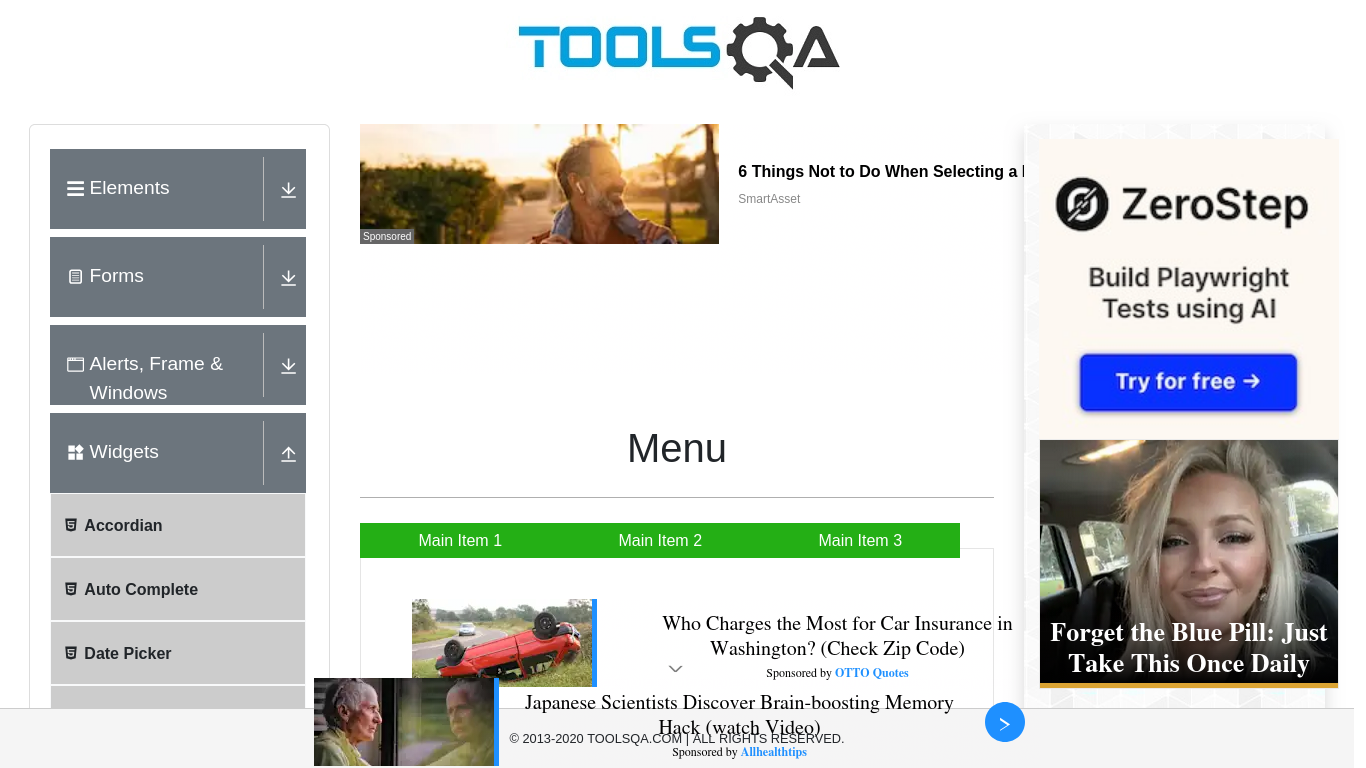 TOOLSQA
Elements
Forms
Alerts, Frame &
Windows
Widgets
Accordian
Auto Complete
Date Picker
Sponsored
6 Things Not to Do When Selecting a
SmartAsset
Menu
Main Item 1
Main Item 2
Main Item 3
Who Charges the Most for Car Insurance in
Washington? (Check Zip Code)
Sponsored by OTTO Quotes
Japanese Scientists Discover Brain-boosting Memory
Hack (watch Video)
Sponsored by Allhealthtips
© 2013-2020 TOOLSQA.COM | ALL RIGHTS RESERVED.
ZeroStep
Build Playwright
Tests using AI
Try for free →
Forget the Blue Pill: Just
Take This Once Daily